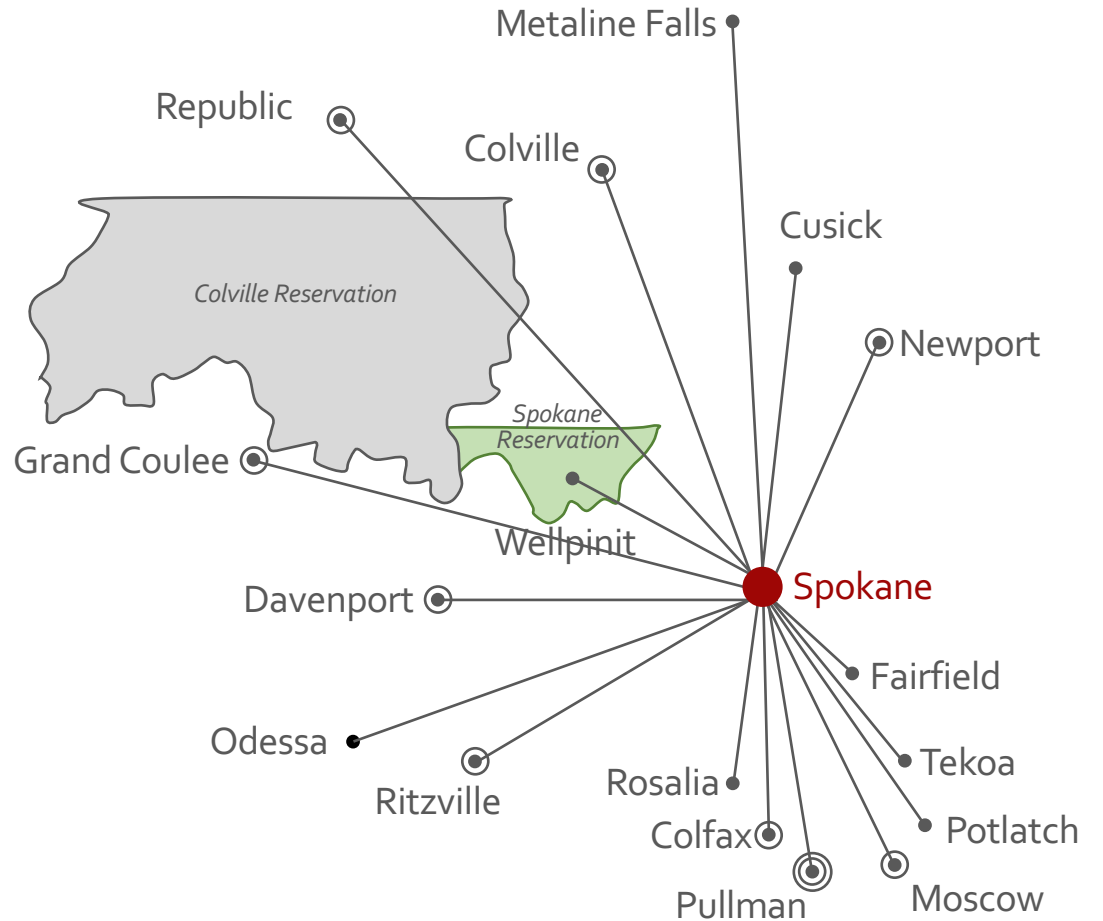 Metaline Falls
Republic
Colville
Cusick
Colville Reservation
Newport
Spokane
Reservation
Grand Coulee
Wellpinit
Spokane
Davenport
Fairfield
Odessa
Tekoa
Rosalia
Ritzville
Potlatch
Colfax
Moscow
Pullman